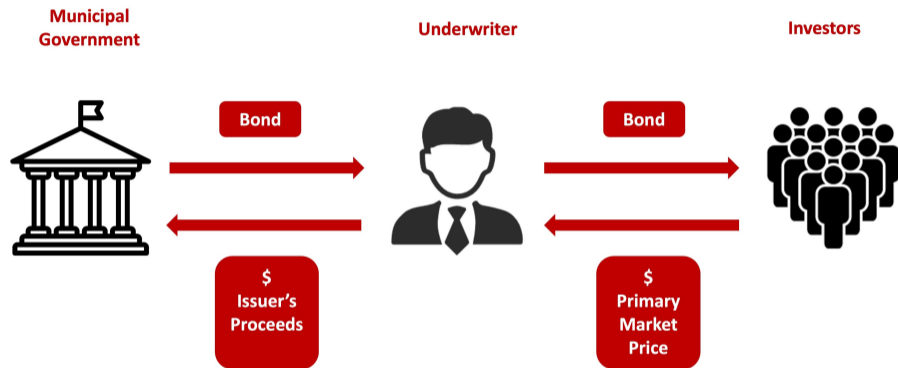 Municipal
Government
Underwriter
Investors
Bond
Bond
$
Issuer's
Proceeds
$
Primary
Market
Price